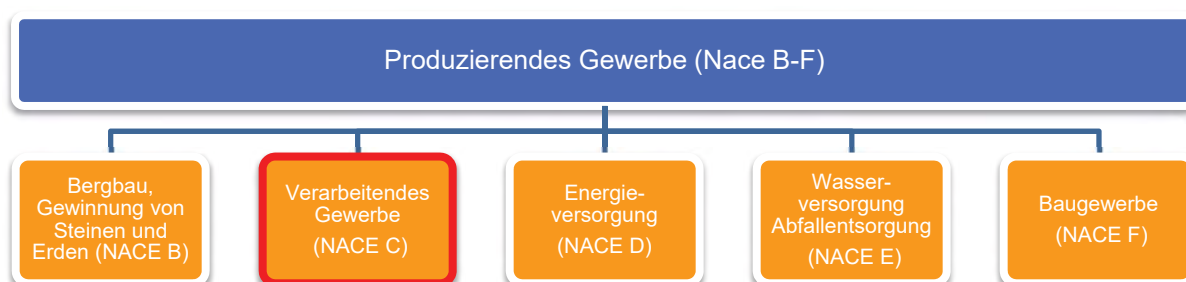 Produzierendes Gewerbe (Nace B-F)
Bergbau,
Gewinnung von
Steinen und
Erden (NACE B)
Verarbeitendes
Gewerbe
(NACE C)
Energie-
versorgung
(NACE D)
Wasser-
versorgung
Abfallentsorgung
(NACE E)
Baugewerbe
(NACE F)